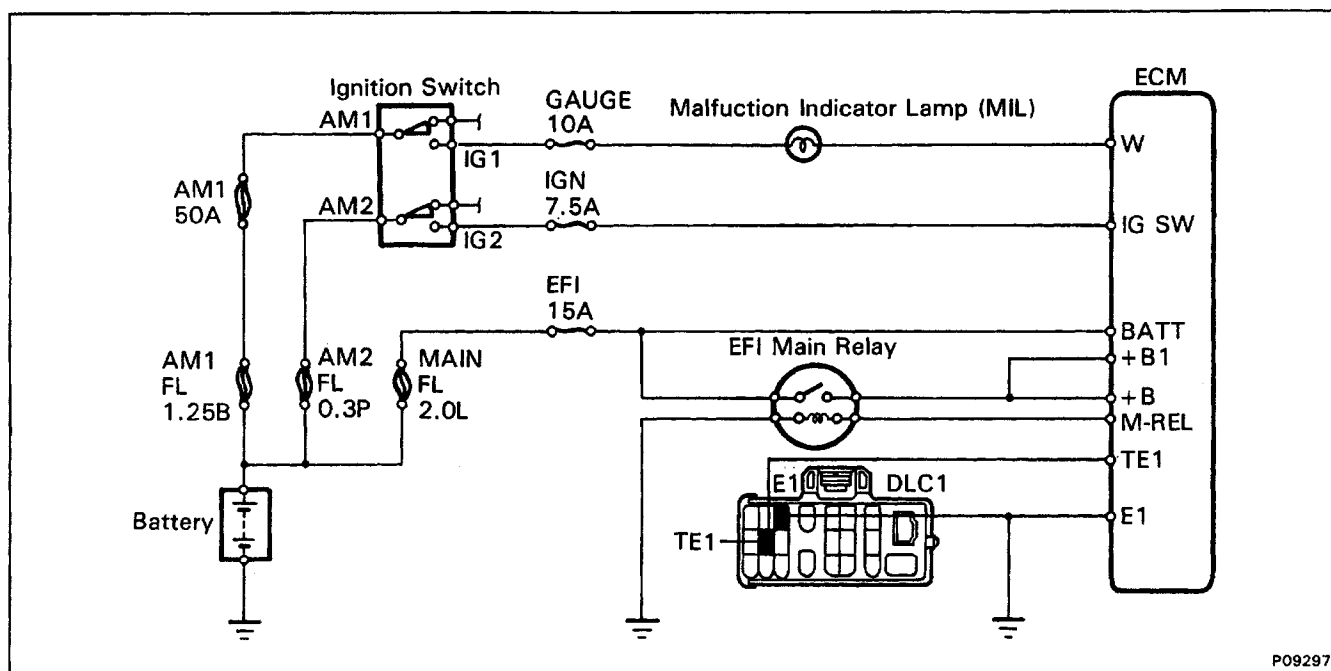 ECM
Ignition Switch
GAUGE
10A
Malfuction Indicator Lamp (MIL)
AM1
IG1
W
AM1
50A
IGN
7.5A
AM2
IG2
IG SW
EFI
15A
BATT
EFI Main Relay
+B1
AM1
FL
1.25B
AM2
FL
0.3P
MAIN
FL
2.0L
+B
M-REL
TE1
E1
DLC1
Battery
TE1
E1
P09297